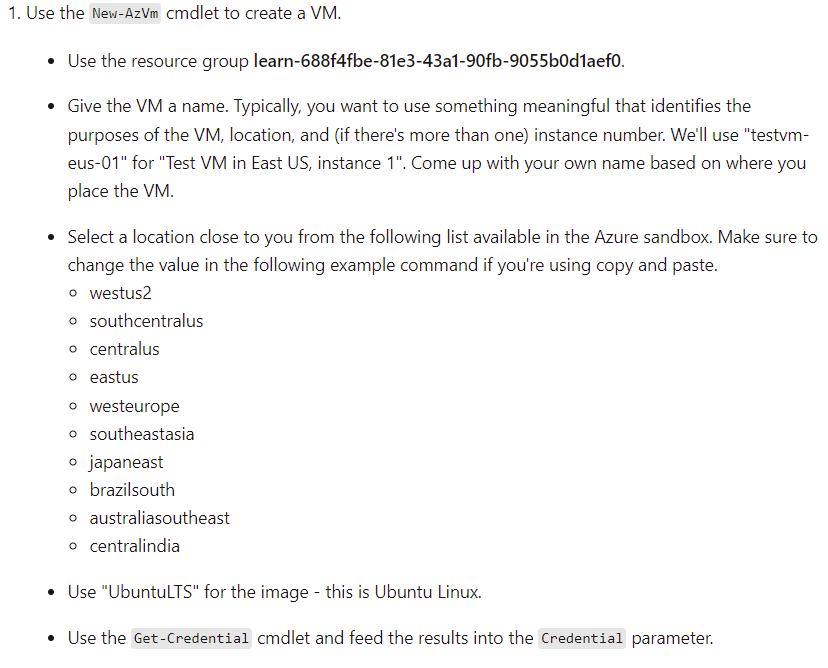 1. Use the New-AzVm cmdlet to create a VM.
• Use the resource group learn-688f4fbe-81e3-43a1-90fb-9055b0d1aef0.
• Give the VM a name. Typically, you want to use something meaningful that identifies the
purposes of the VM, location, and (if there's more than one) instance number. We'll use "testvm-
eus-01" for "Test VM in East US, instance 1". Come up with your own name based on where you
place the VM.
• Select a location close to you from the following list available in the Azure sandbox. Make sure to
change the value in the following example command if you're using copy and paste.
◦ westus2
◦ southcentralus
◦ centralus
◦ eastus
◦ westeurope
◦ southeastasia
◦ japaneast
◦ brazilsouth
◦ australiasoutheast
◦ centralindia
• Use "UbuntuLTS" for the image - this is Ubuntu Linux.
• Use the Get-Credential cmdlet and feed the results into the Credential parameter.